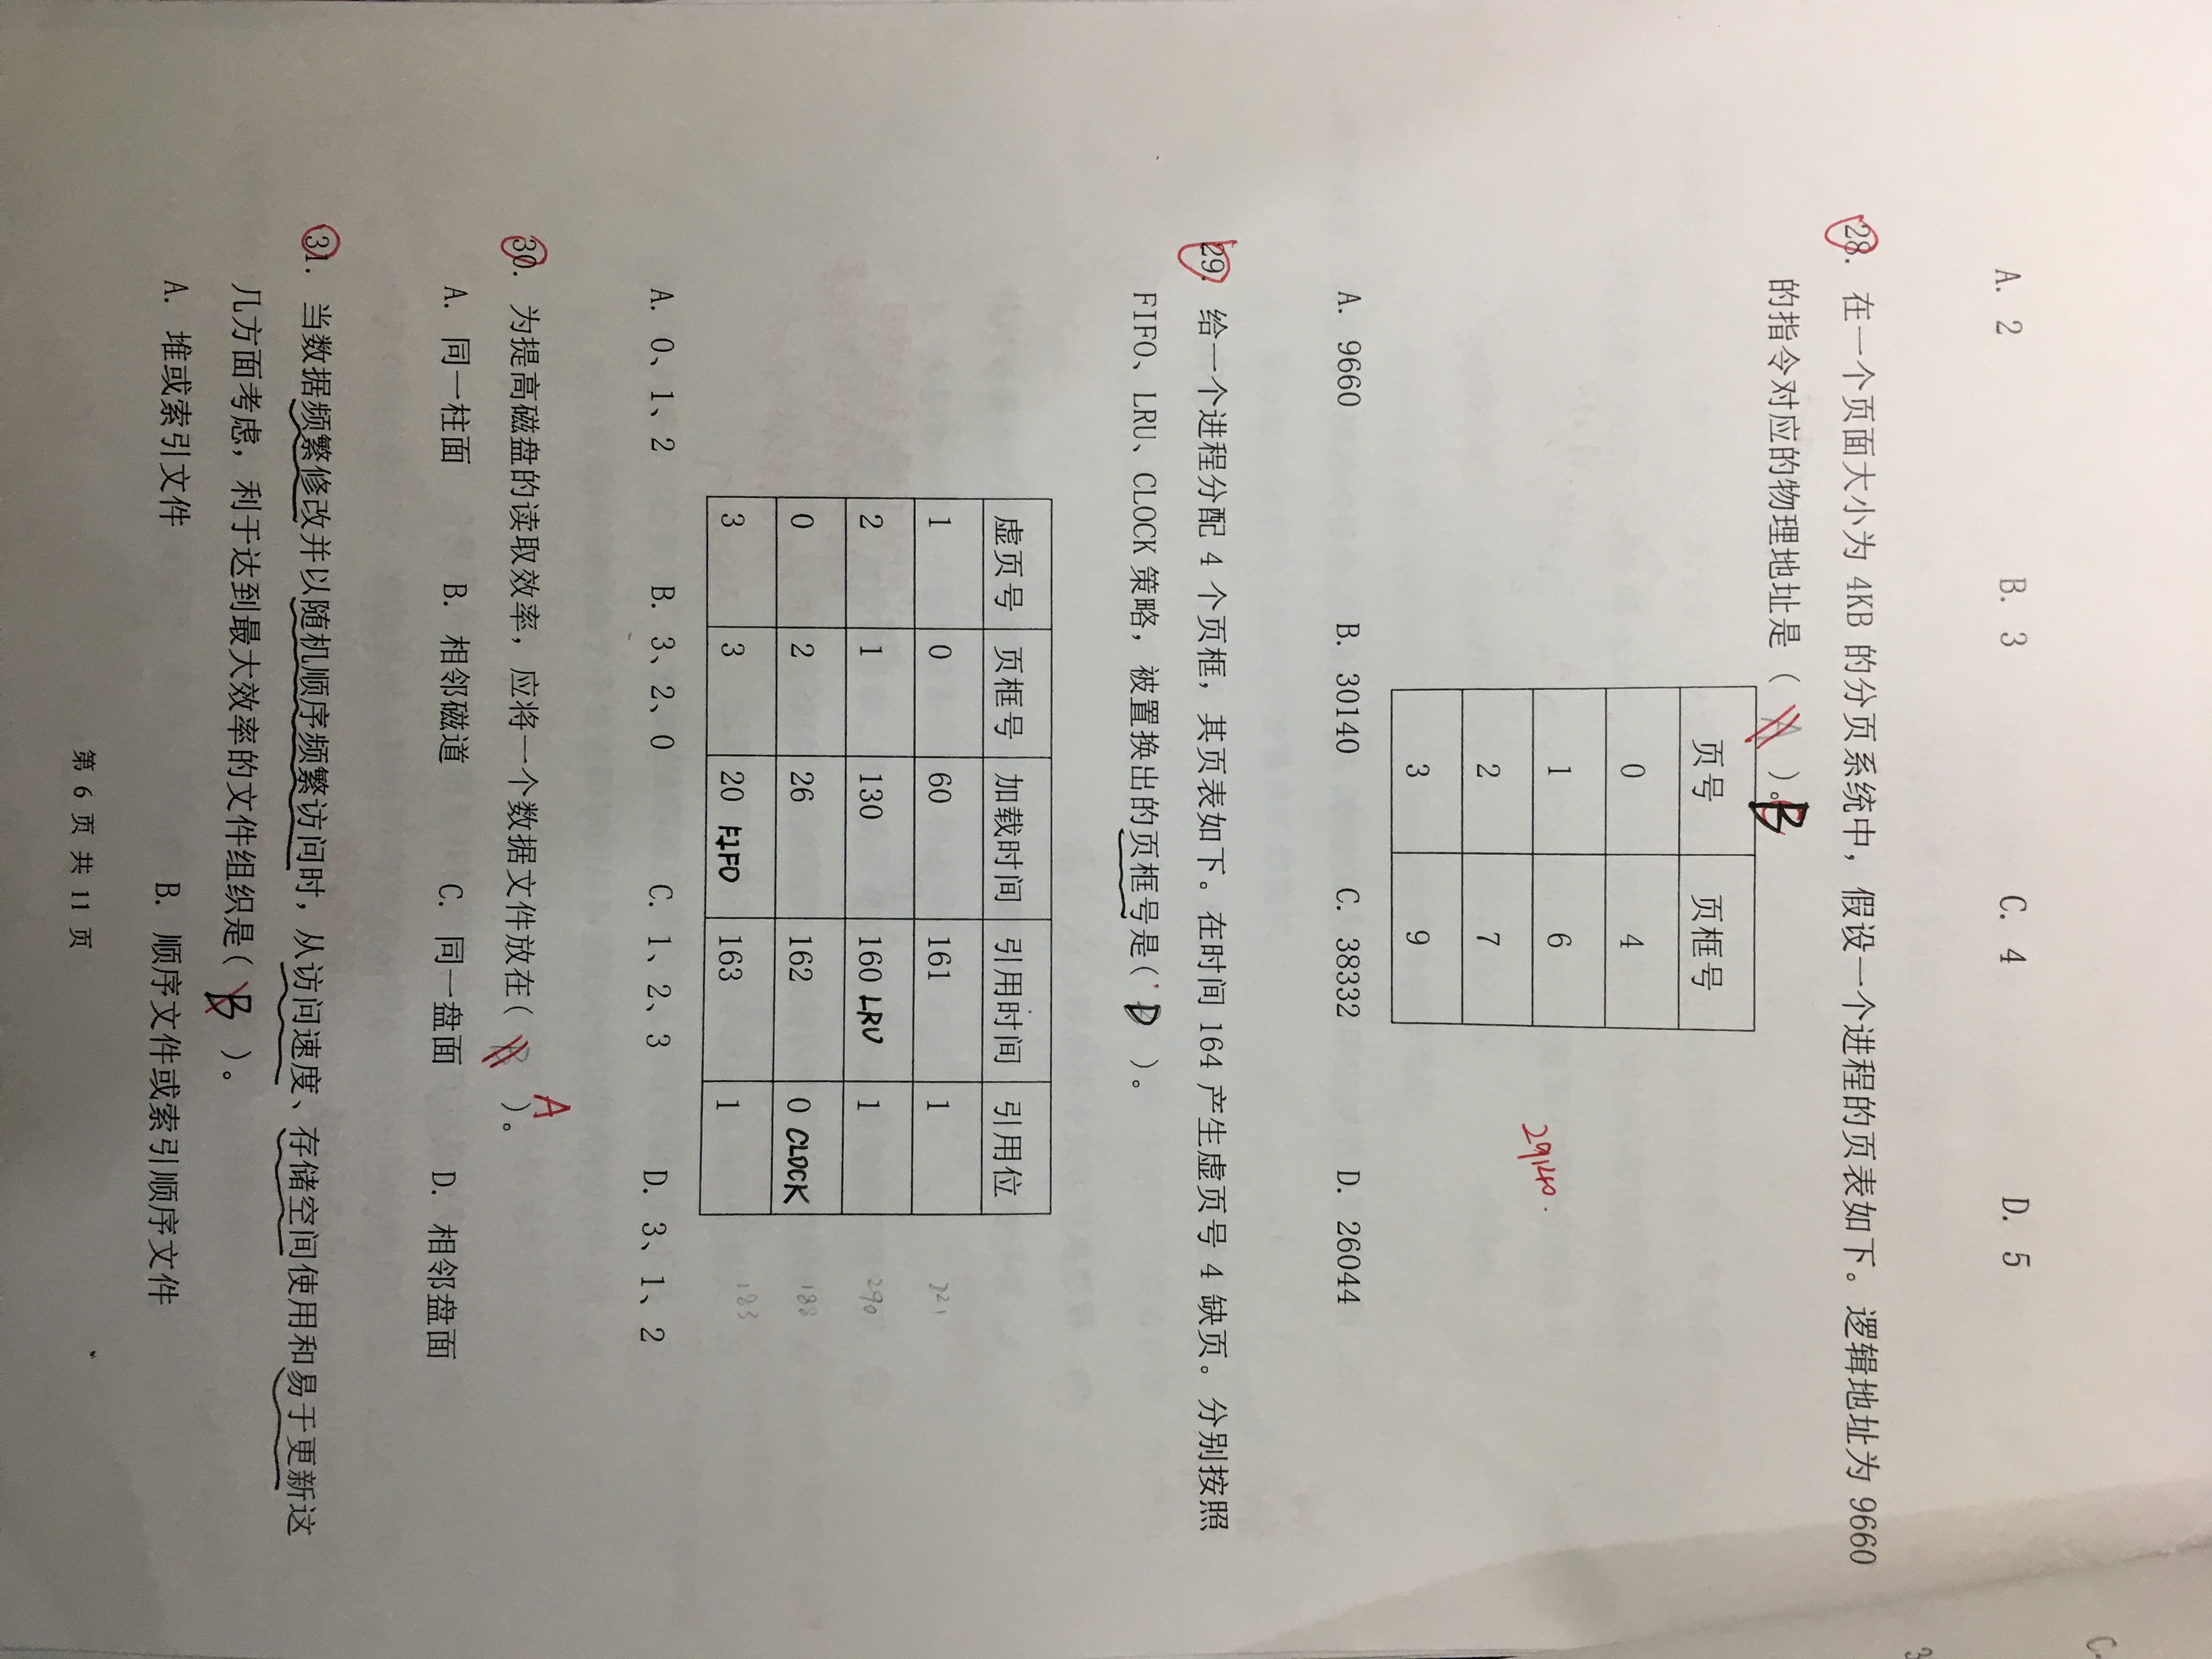 A. 2 B. 3 C. 4 D. 5
28. 在一个页面大小为 4KB 的分页系统中，假设一个进程的页表如下。逻辑地址为 9660
的指令对应的物理地址是（ ）。B
页号 页框号
0 4
1 6
2 7
3 9
29140.
A. 9660 B. 30140 C. 38332 D. 26044
29. 给一个进程分配 4 个页框，其页表如下。在时间 164 产生虚页号 4 缺页。分别按照
FIFO、LRU、CLOCK 策略，被置换出的页框号是（ D ）。
虚页号 页框号 加载时间 引用时间 引用位
1 0 60 161 1 221
2 1 130 160 LRU 1 290
0 2 26 162 0 CLOCK 188
3 3 20 FIFO 163 1 183
A. 0、1、2 B. 3、2、0 C. 1、2、3 D. 3、1、2
30. 为提高磁盘的读取效率，应将一个数据文件放在（ ）。A
A. 同一柱面 B. 相邻磁道 C. 同一盘面 D. 相邻盘面
31. 当数据频繁修改并以随机顺序频繁访问时，从访问速度、存储空间使用和易于更新这
几方面考虑，利于达到最大效率的文件组织是（ B ）。
A. 堆或索引文件 B. 顺序文件或索引顺序文件
第 6 页 共 11 页